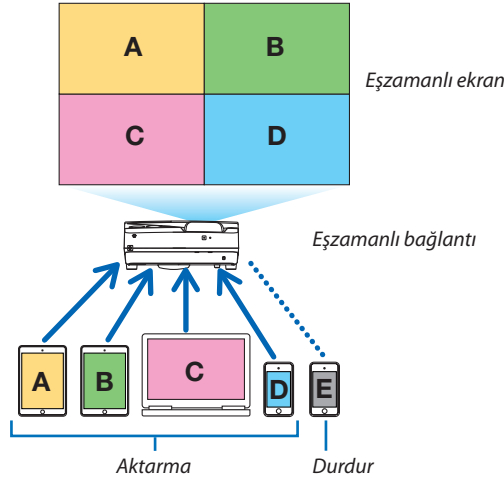 A B
Eşzamanlı ekran
C D
Eşzamanlı bağlantı
A B C D E
Aktarma Durdur